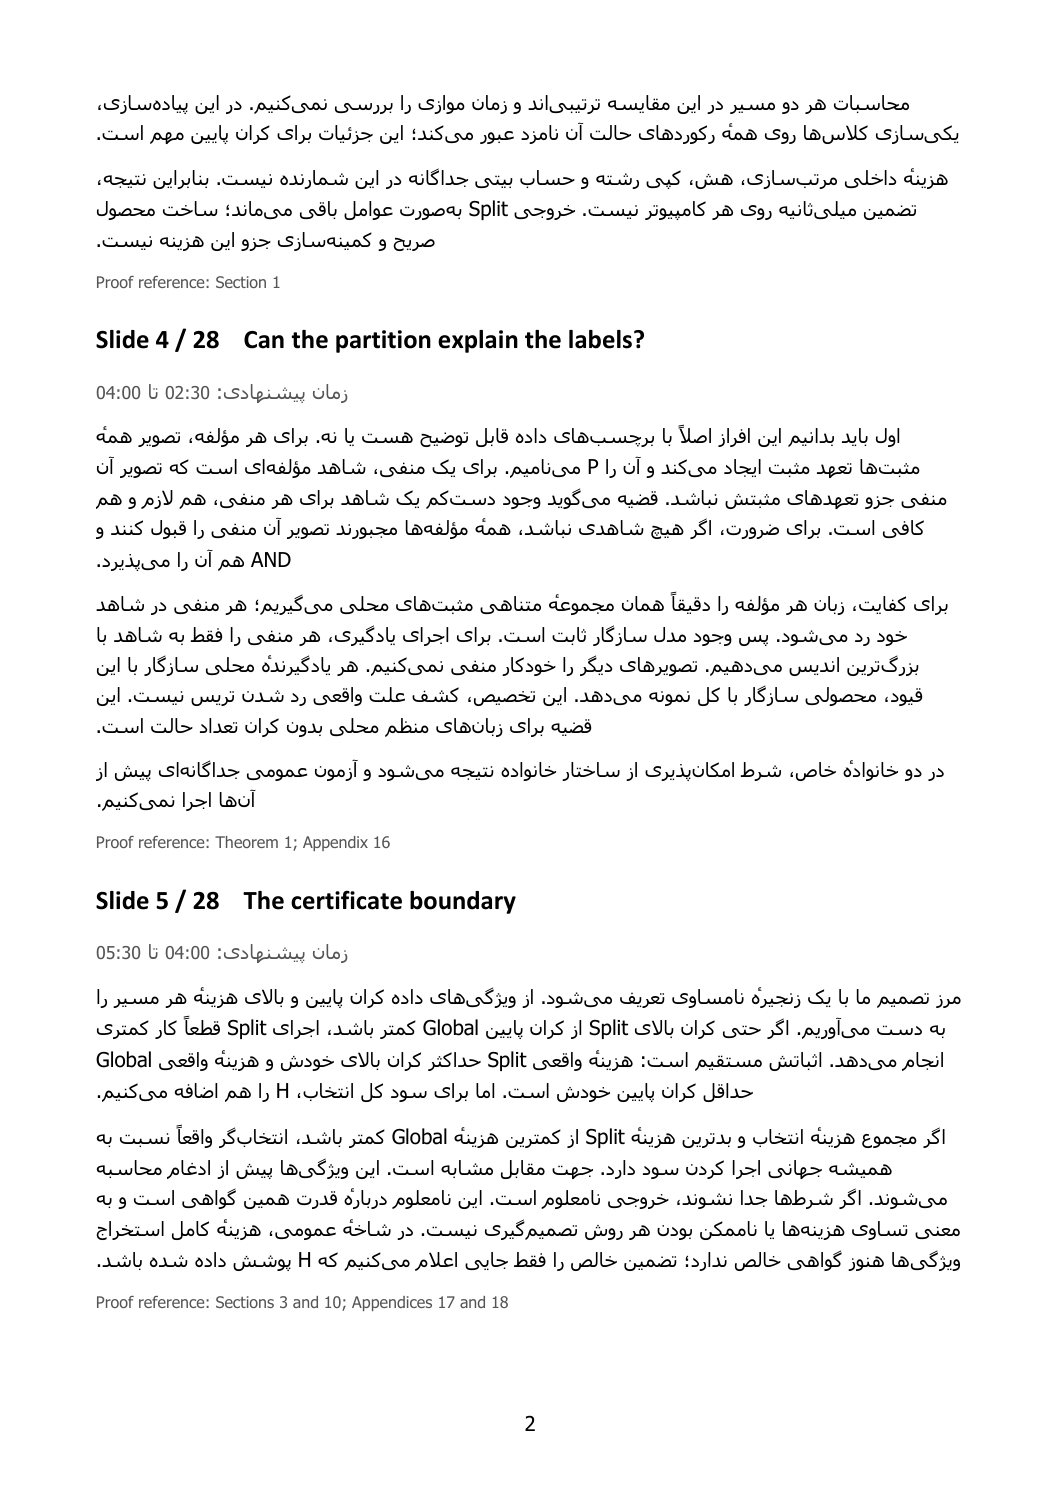 محاسبات هر دو مسیر در این مقایسه ترتیبی‌اند و زمان موازی را بررسی نمی‌کنیم. در این پیاده‌سازی،
یکی‌سازی کلاس‌ها روی همهٔ رکوردهای حالت آن نامزد عبور می‌کند؛ این جزئیات برای کران پایین مهم است.
هزینهٔ داخلی مرتب‌سازی، هش، کپی رشته و حساب بیتی جداگانه در این شمارنده نیست. بنابراین نتیجه،
تضمین میلی‌ثانیه روی هر کامپیوتر نیست. خروجی Split به‌صورت عوامل باقی می‌ماند؛ ساخت محصول
صریح و کمینه‌سازی جزو این هزینه نیست.
Proof reference: Section 1
Slide 4 / 28 Can the partition explain the labels?
زمان پیشنهادی: 02:30 تا 04:00
اول باید بدانیم این افراز اصلاً با برچسب‌های داده قابل توضیح هست یا نه. برای هر مؤلفه، تصویر همهٔ
مثبت‌ها تعهد مثبت ایجاد می‌کند و آن را P می‌نامیم. برای یک منفی، شاهد مؤلفه‌ای است که تصویر آن
منفی جزو تعهدهای مثبتش نباشد. قضیه می‌گوید وجود دست‌کم یک شاهد برای هر منفی، هم لازم و هم
کافی است. برای ضرورت، اگر هیچ شاهدی نباشد، همهٔ مؤلفه‌ها مجبورند تصویر آن منفی را قبول کنند و
AND هم آن را می‌پذیرد.
برای کفایت، زبان هر مؤلفه را دقیقاً همان مجموعهٔ متناهی مثبت‌های محلی می‌گیریم؛ هر منفی در شاهد
خود رد می‌شود. پس وجود مدل سازگار ثابت است. برای اجرای یادگیری، هر منفی را فقط به شاهد با
بزرگ‌ترین اندیس می‌دهیم. تصویرهای دیگر را خودکار منفی نمی‌کنیم. هر یادگیرندهٔ محلی سازگار با این
قیود، محصولی سازگار با کل نمونه می‌دهد. این تخصیص، کشف علت واقعی رد شدن تریس نیست. این
قضیه برای زبان‌های منظم محلی بدون کران تعداد حالت است.
در دو خانوادهٔ خاص، شرط امکان‌پذیری از ساختار خانواده نتیجه می‌شود و آزمون عمومی جداگانه‌ای پیش از
آن‌ها اجرا نمی‌کنیم.
Proof reference: Theorem 1; Appendix 16
Slide 5 / 28 The certificate boundary
زمان پیشنهادی: 04:00 تا 05:30
مرز تصمیم ما با یک زنجیرهٔ نامساوی تعریف می‌شود. از ویژگی‌های داده کران پایین و بالای هزینهٔ هر مسیر را
به دست می‌آوریم. اگر حتی کران بالای Split از کران پایین Global کمتر باشد، اجرای Split قطعاً کار کمتری
انجام می‌دهد. اثباتش مستقیم است: هزینهٔ واقعی Split حداکثر کران بالای خودش و هزینهٔ واقعی Global
حداقل کران پایین خودش است. اما برای سود کل انتخاب، H را هم اضافه می‌کنیم.
اگر مجموع هزینهٔ انتخاب و بدترین هزینهٔ Split از کمترین هزینهٔ Global کمتر باشد، انتخاب‌گر واقعاً نسبت به
همیشه جهانی اجرا کردن سود دارد. جهت مقابل مشابه است. این ویژگی‌ها پیش از ادغام محاسبه
می‌شوند. اگر شرط‌ها جدا نشوند، خروجی نامعلوم است. این نامعلوم دربارهٔ قدرت همین گواهی است و به
معنی تساوی هزینه‌ها یا ناممکن بودن هر روش تصمیم‌گیری نیست. در شاخهٔ عمومی، هزینهٔ کامل استخراج
ویژگی‌ها هنوز گواهی خالص ندارد؛ تضمین خالص را فقط جایی اعلام می‌کنیم که H پوشش داده شده باشد.
Proof reference: Sections 3 and 10; Appendices 17 and 18
2